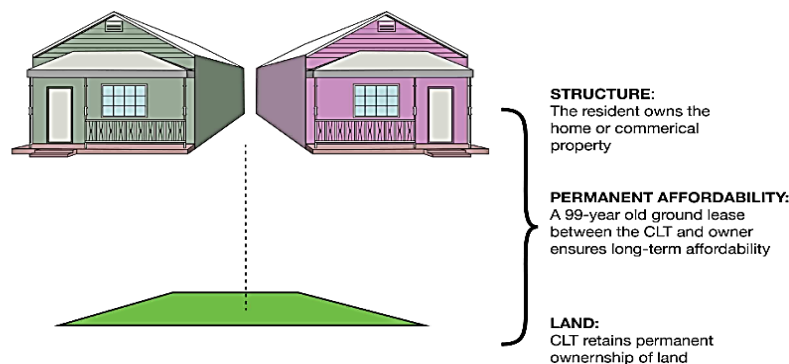 STRUCTURE:
The resident owns the
home or commerical
property
PERMANENT AFFORDABILITY:
A 99-year old ground lease
between the CLT and owner
ensures long-term affordability
LAND:
CLT retains permanent
ownership of land